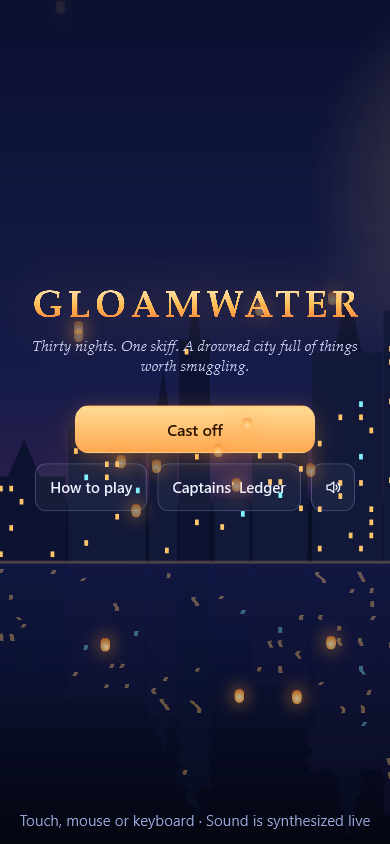 GLOAMWATER
Thirty nights. One skiff. A drowned city full of things
worth smuggling.
Cast off
How to play
Captains' Ledger
Touch, mouse or keyboard · Sound is synthesized live